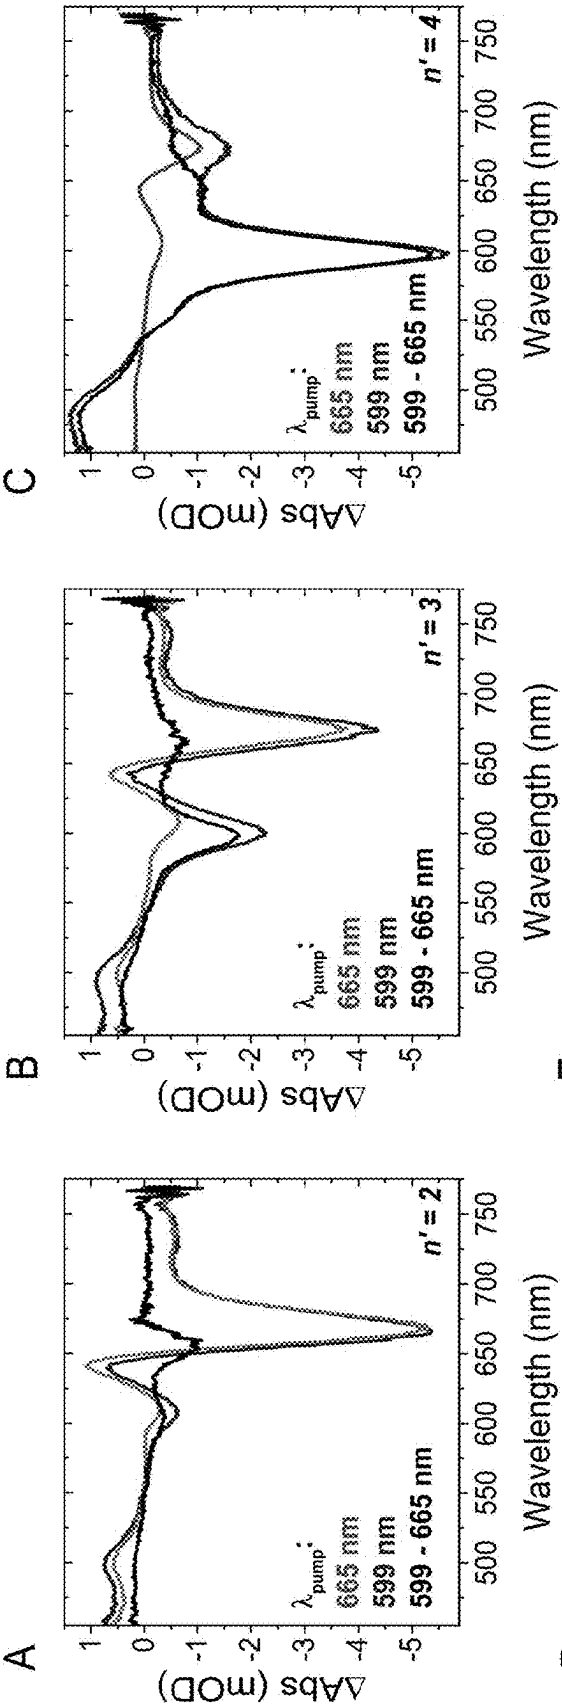 A
ΔAbs (mOD)
1
0
-1
-2
-3
-4
-5
λpump:
665 nm
599 nm
599 - 665 nm
n' = 2
500 550 600 650 700 750
Wavelength (nm)
B
ΔAbs (mOD)
1
0
-1
-2
-3
-4
-5
λpump:
665 nm
599 nm
599 - 665 nm
n' = 3
500 550 600 650 700 750
Wavelength (nm)
C
ΔAbs (mOD)
1
0
-1
-2
-3
-4
-5
λpump:
665 nm
599 nm
599 - 665 nm
n' = 4
500 550 600 650 700 750
Wavelength (nm)